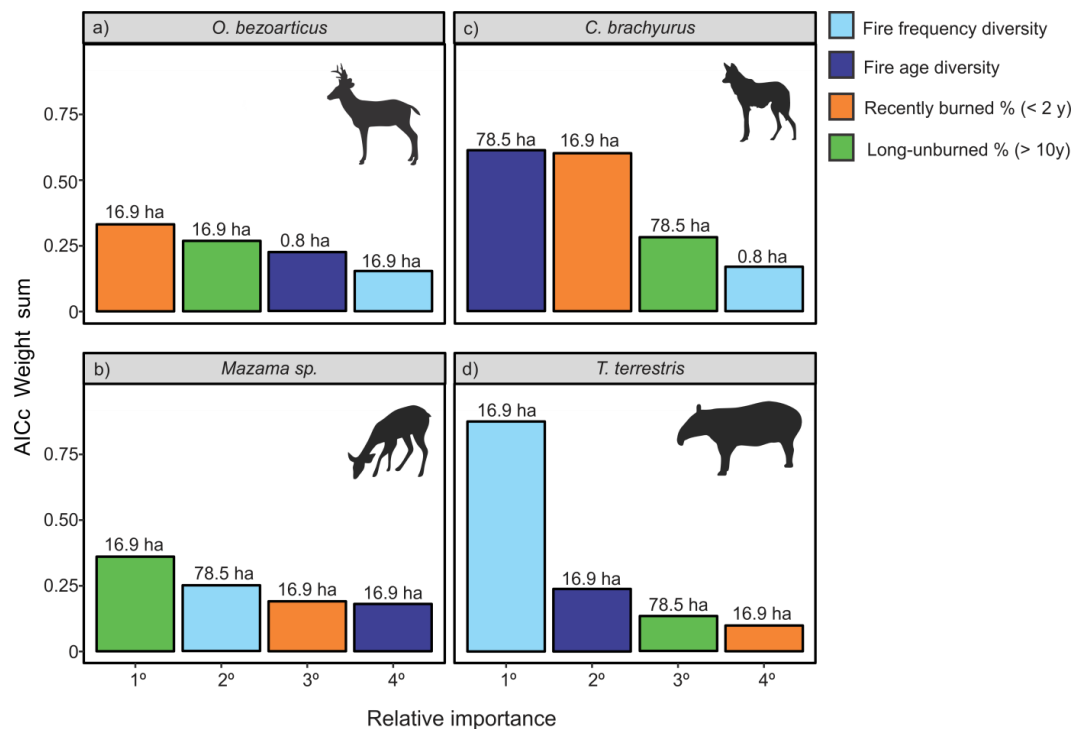 a) O. bezoarticus
0.75
0.50
0.25
0
16.9 ha
16.9 ha
0.8 ha
16.9 ha
c) C. brachyurus
78.5 ha
16.9 ha
78.5 ha
0.8 ha
Fire frequency diversity
Fire age diversity
Recently burned % (< 2 y)
Long-unburned % (> 10y)
AICc Weight sum
b) Mazama sp.
0.75
0.50
0.25
0
16.9 ha
78.5 ha
16.9 ha
16.9 ha
1º 2º 3º 4º
d) T. terrestris
16.9 ha
16.9 ha
78.5 ha
16.9 ha
1º 2º 3º 4º
Relative importance